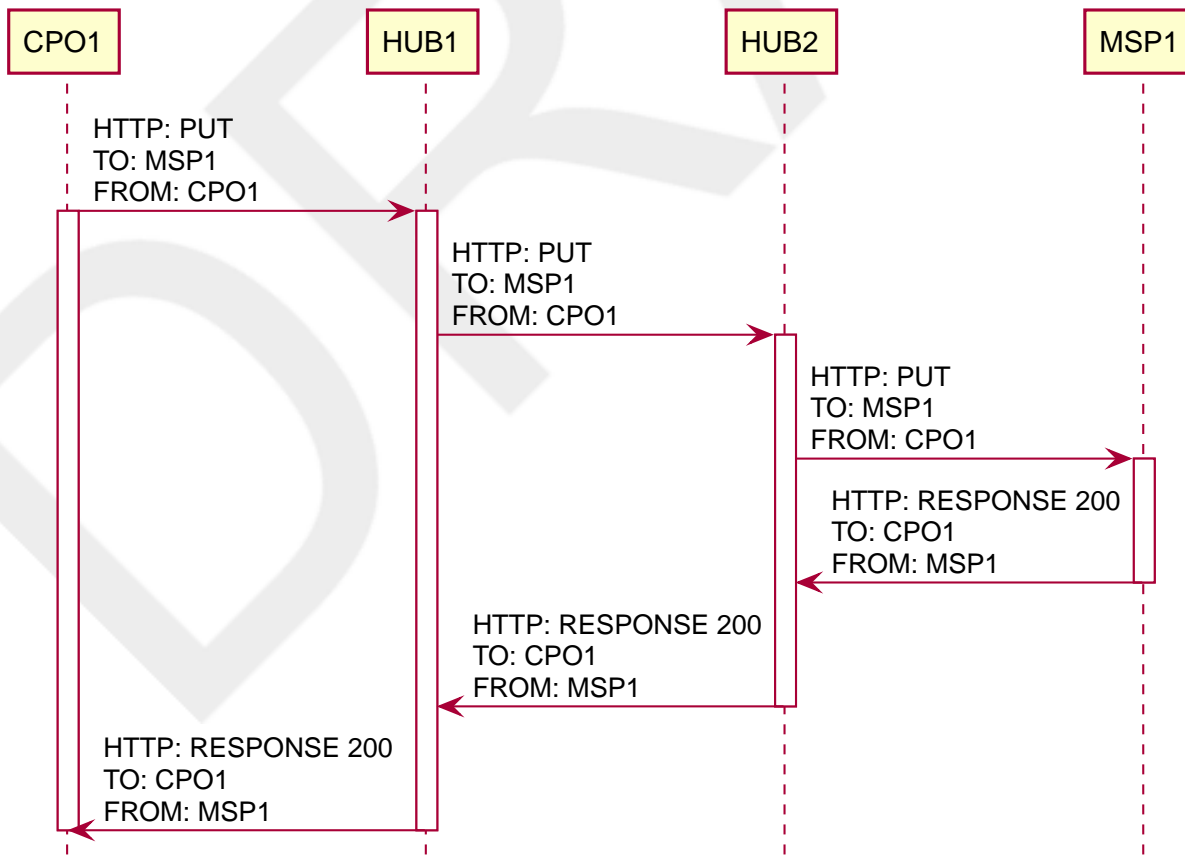 CPO1
HUB1
HUB2
MSP1
HTTP: PUT
TO: MSP1
FROM: CPO1
HTTP: PUT
TO: MSP1
FROM: CPO1
HTTP: PUT
TO: MSP1
FROM: CPO1
HTTP: RESPONSE 200
TO: CPO1
FROM: MSP1
HTTP: RESPONSE 200
TO: CPO1
FROM: MSP1
HTTP: RESPONSE 200
TO: CPO1
FROM: MSP1